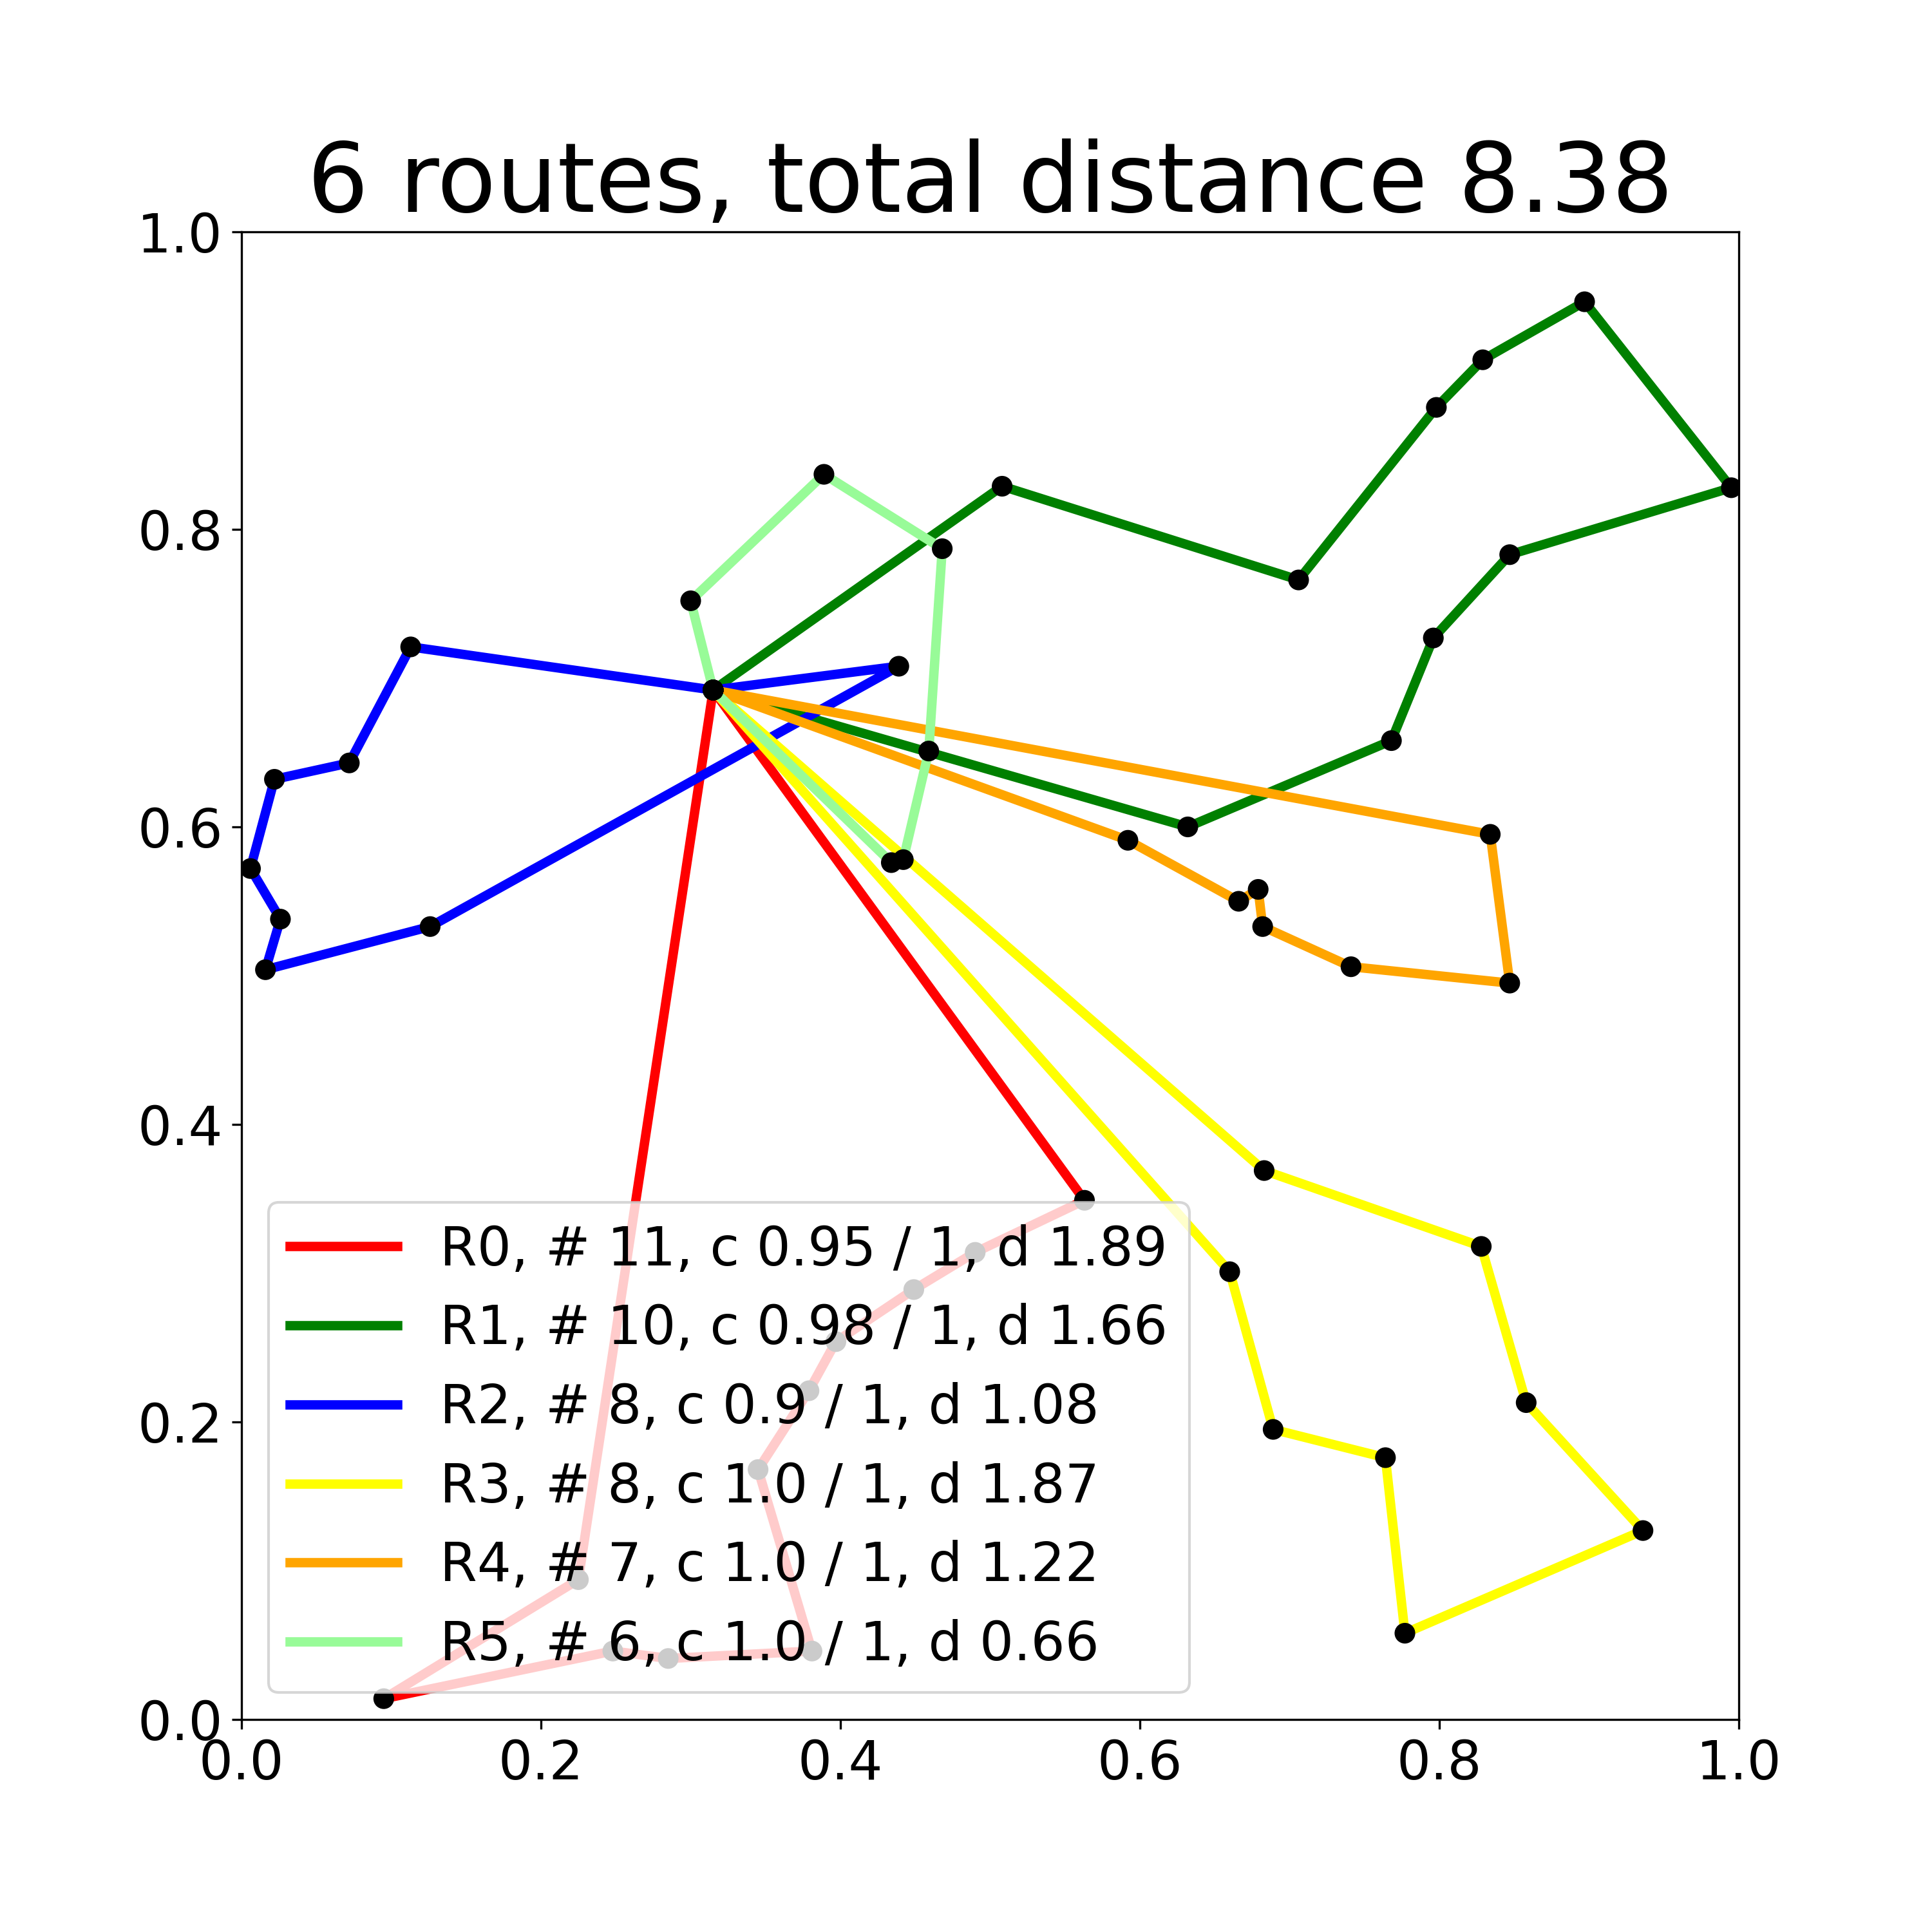 6 routes, total distance 8.38
1.0
0.8
0.6
0.4
0.2
0.0
R0, # 11, c 0.95 / 1, d 1.89
R1, # 10, c 0.98 / 1, d 1.66
R2, # 8, c 0.9 / 1, d 1.08
R3, # 8, c 1.0 / 1, d 1.87
R4, # 7, c 1.0 / 1, d 1.22
R5, # 6, c 1.0 / 1, d 0.66
0.0 0.2 0.4 0.6 0.8 1.0